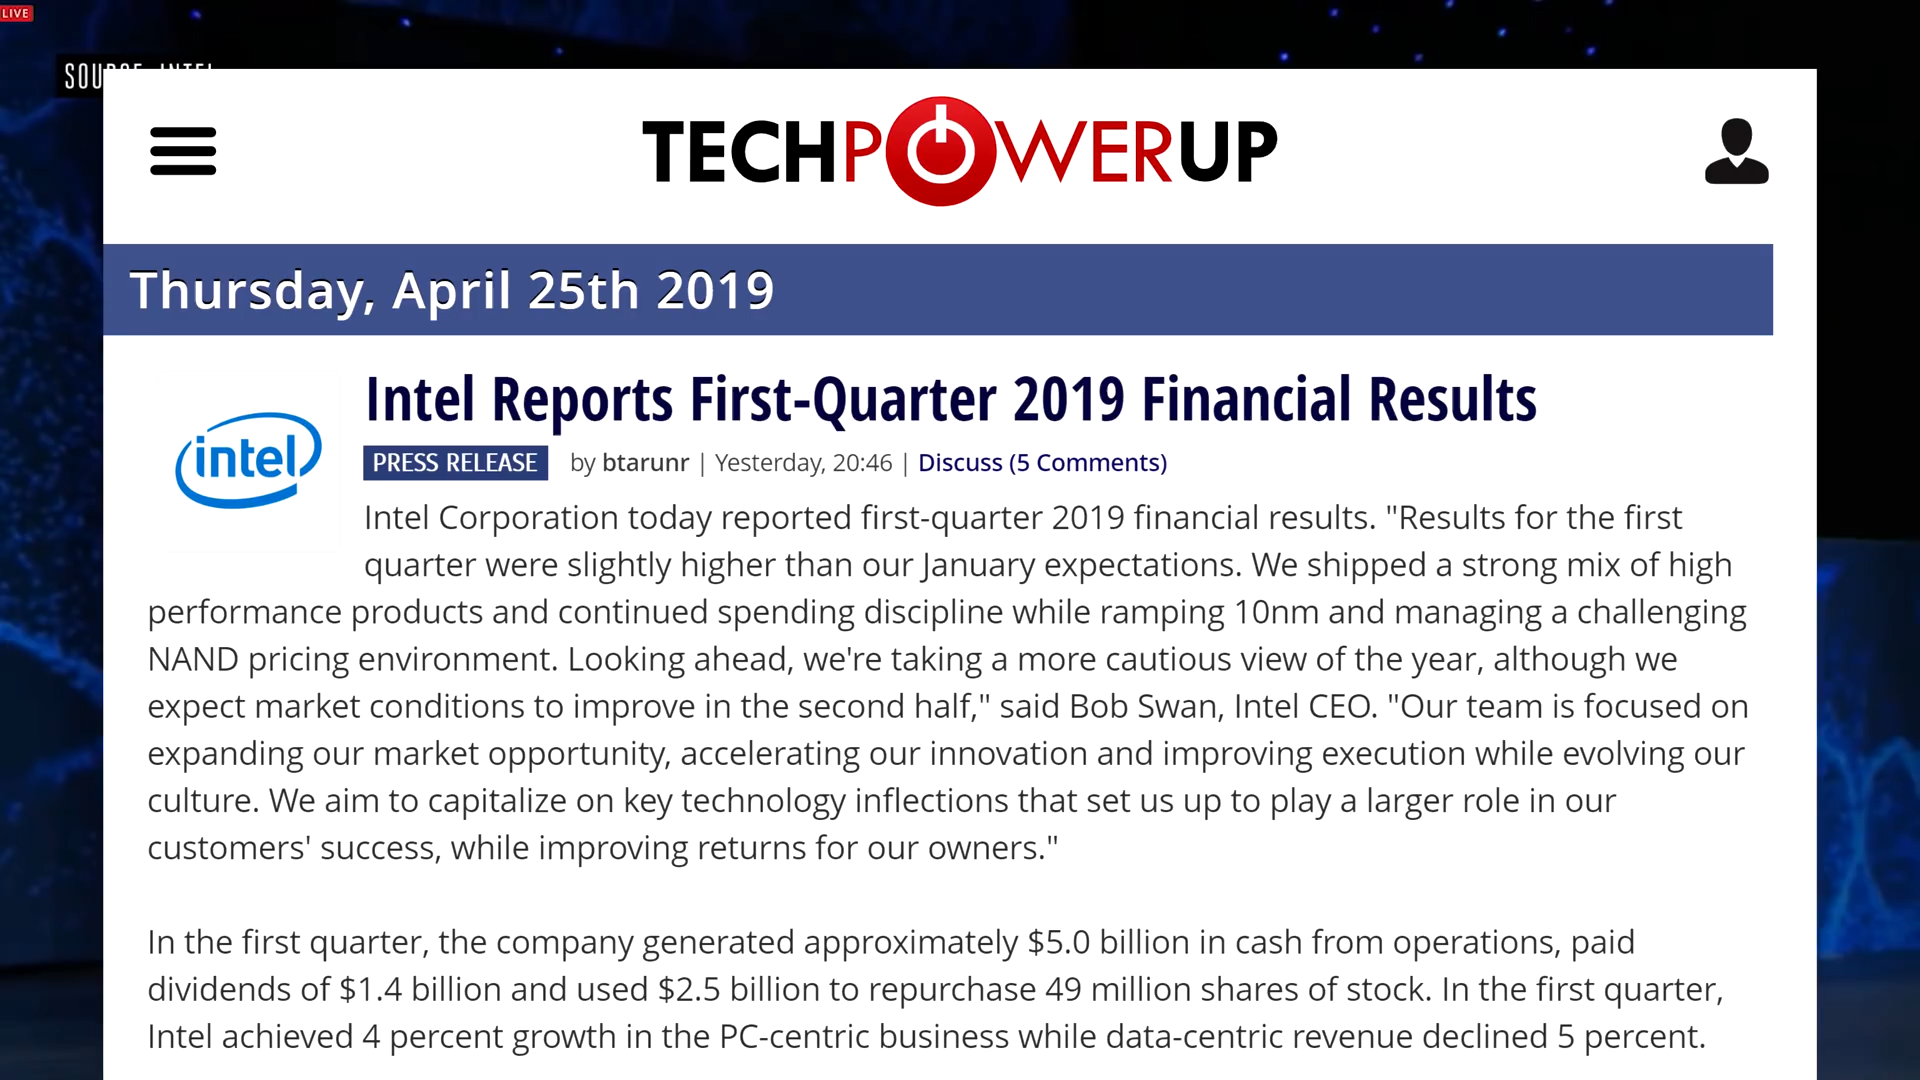 LIVE
SOURCE: INTEL
TECHPOWERUP
Thursday, April 25th 2019
intel
Intel Reports First-Quarter 2019 Financial Results
PRESS RELEASE by btarunr | Yesterday, 20:46 | Discuss (5 Comments)
Intel Corporation today reported first-quarter 2019 financial results. "Results for the first
quarter were slightly higher than our January expectations. We shipped a strong mix of high
performance products and continued spending discipline while ramping 10nm and managing a challenging
NAND pricing environment. Looking ahead, we're taking a more cautious view of the year, although we
expect market conditions to improve in the second half," said Bob Swan, Intel CEO. "Our team is focused on
expanding our market opportunity, accelerating our innovation and improving execution while evolving our
culture. We aim to capitalize on key technology inflections that set us up to play a larger role in our
customers' success, while improving returns for our owners."
In the first quarter, the company generated approximately $5.0 billion in cash from operations, paid
dividends of $1.4 billion and used $2.5 billion to repurchase 49 million shares of stock. In the first quarter,
Intel achieved 4 percent growth in the PC-centric business while data-centric revenue declined 5 percent.